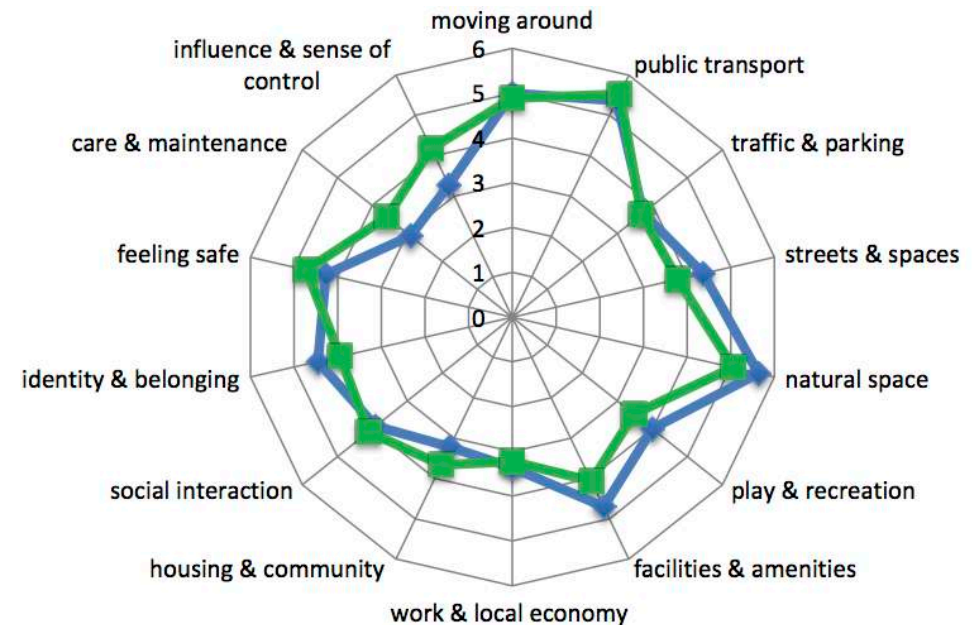 moving around
influence & sense of
control
6
public transport
5
care & maintenance
traffic & parking
4
3
feeling safe
2
streets & spaces
1
0
identity & belonging
natural space
social interaction
play & recreation
housing & community
facilities & amenities
work & local economy